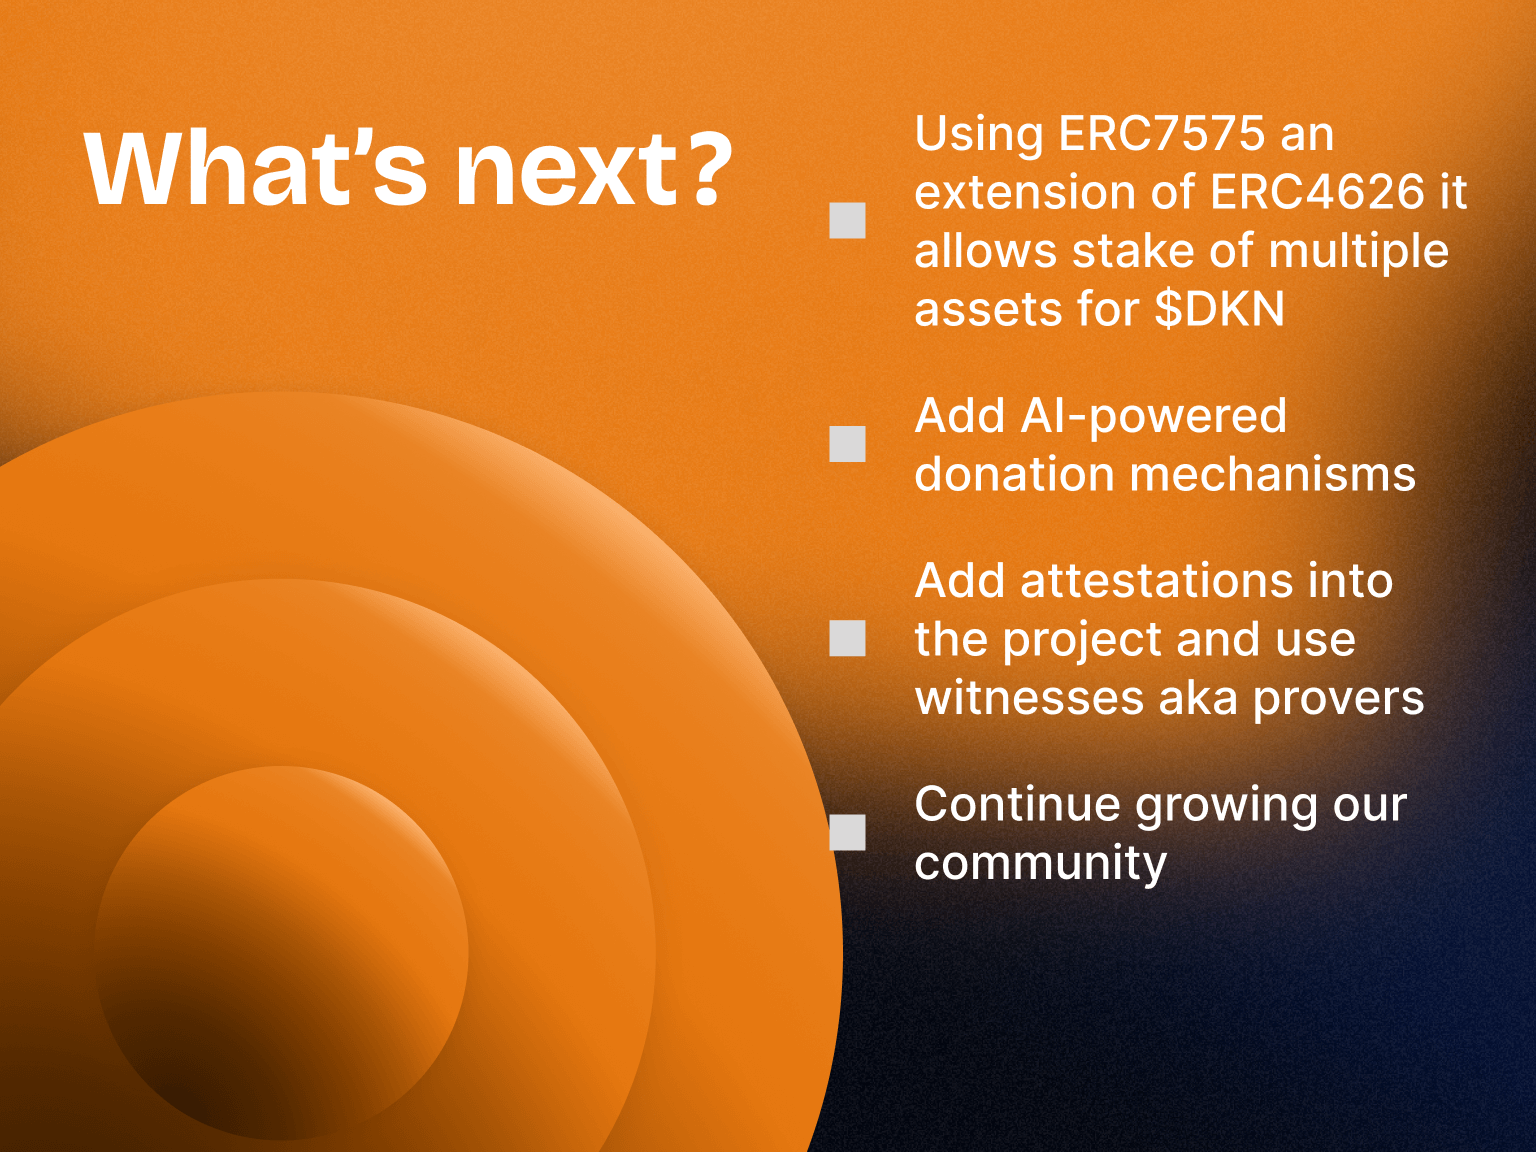 What's next?
Using ERC7575 an
extension of ERC4626 it
allows stake of multiple
assets for $DKN
Add AI-powered
donation mechanisms
Add attestations into
the project and use
witnesses aka provers
Continue growing our
community